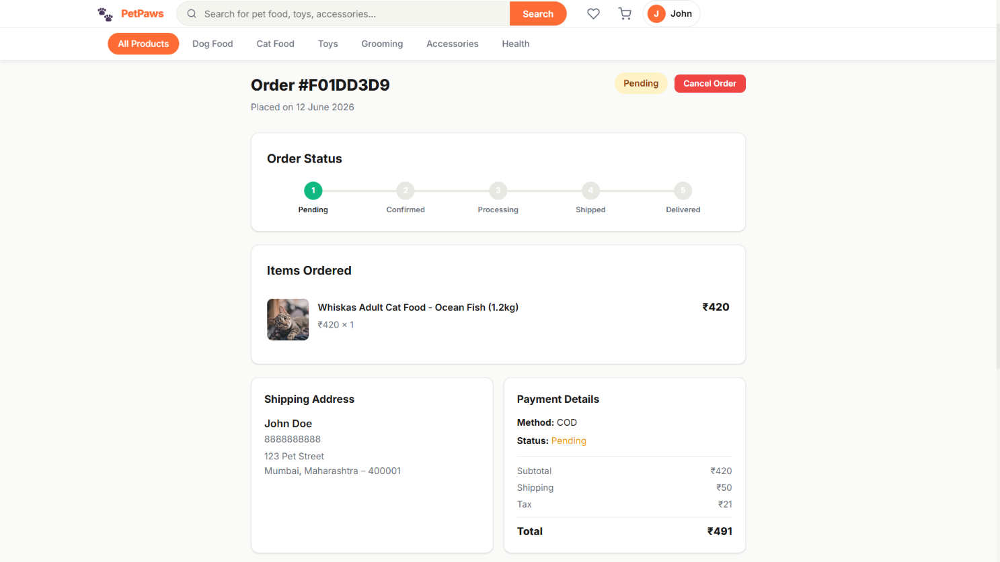 PetPaws
Search for pet food, toys, accessories...
Search
J
John
All Products
Dog Food
Cat Food
Toys
Grooming
Accessories
Health
Order #F01DD3D9
Pending
Cancel Order
Placed on 12 June 2026
Order Status
1
2
3
4
5
Pending
Confirmed
Processing
Shipped
Delivered
Items Ordered
Whiskas Adult Cat Food - Ocean Fish (1.2kg)
₹420
₹420 × 1
Shipping Address
John Doe
8888888888
123 Pet Street
Mumbai, Maharashtra – 400001
Payment Details
Method: COD
Status: Pending
Subtotal ₹420
Shipping ₹50
Tax ₹21
Total ₹491